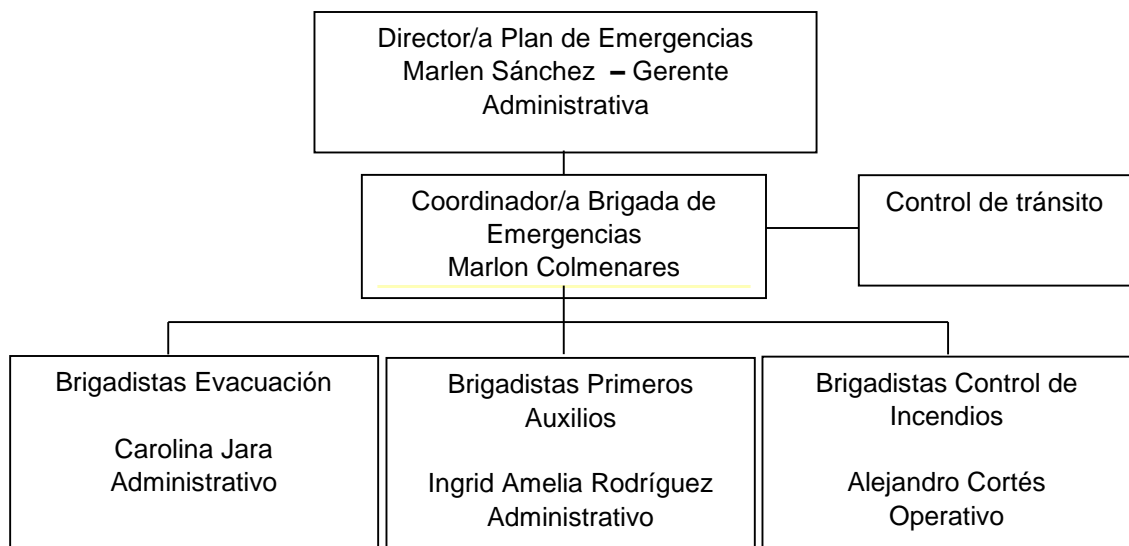 Director/a Plan de Emergencias
Marlen Sánchez – Gerente
Administrativa
Coordinador/a Brigada de
Emergencias
Marlon Colmenares
Control de tránsito
Brigadistas Evacuación
Carolina Jara
Administrativo
Brigadistas Primeros
Auxilios
Ingrid Amelia Rodríguez
Administrativo
Brigadistas Control de
Incendios
Alejandro Cortés
Operativo